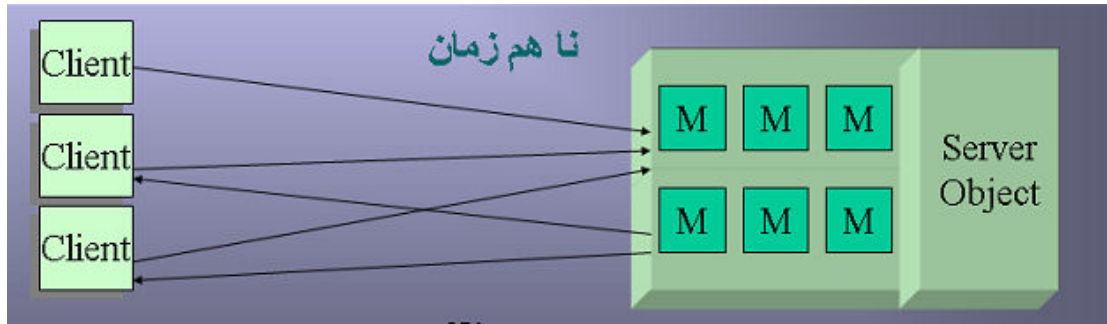 نا هم زمان
Client
Client
Client
M M M
M M M
Server
Object